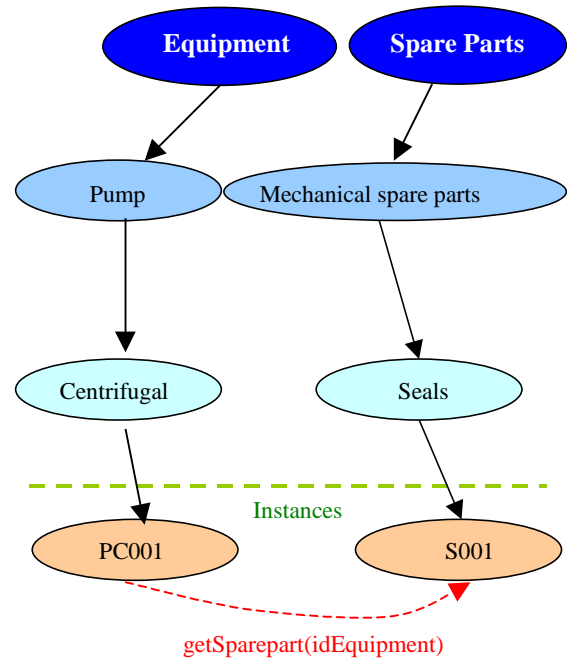 Equipment
Spare Parts
Pump
Mechanical spare parts
Centrifugal
Seals
Instances
PC001
S001
getSparepart(idEquipment)